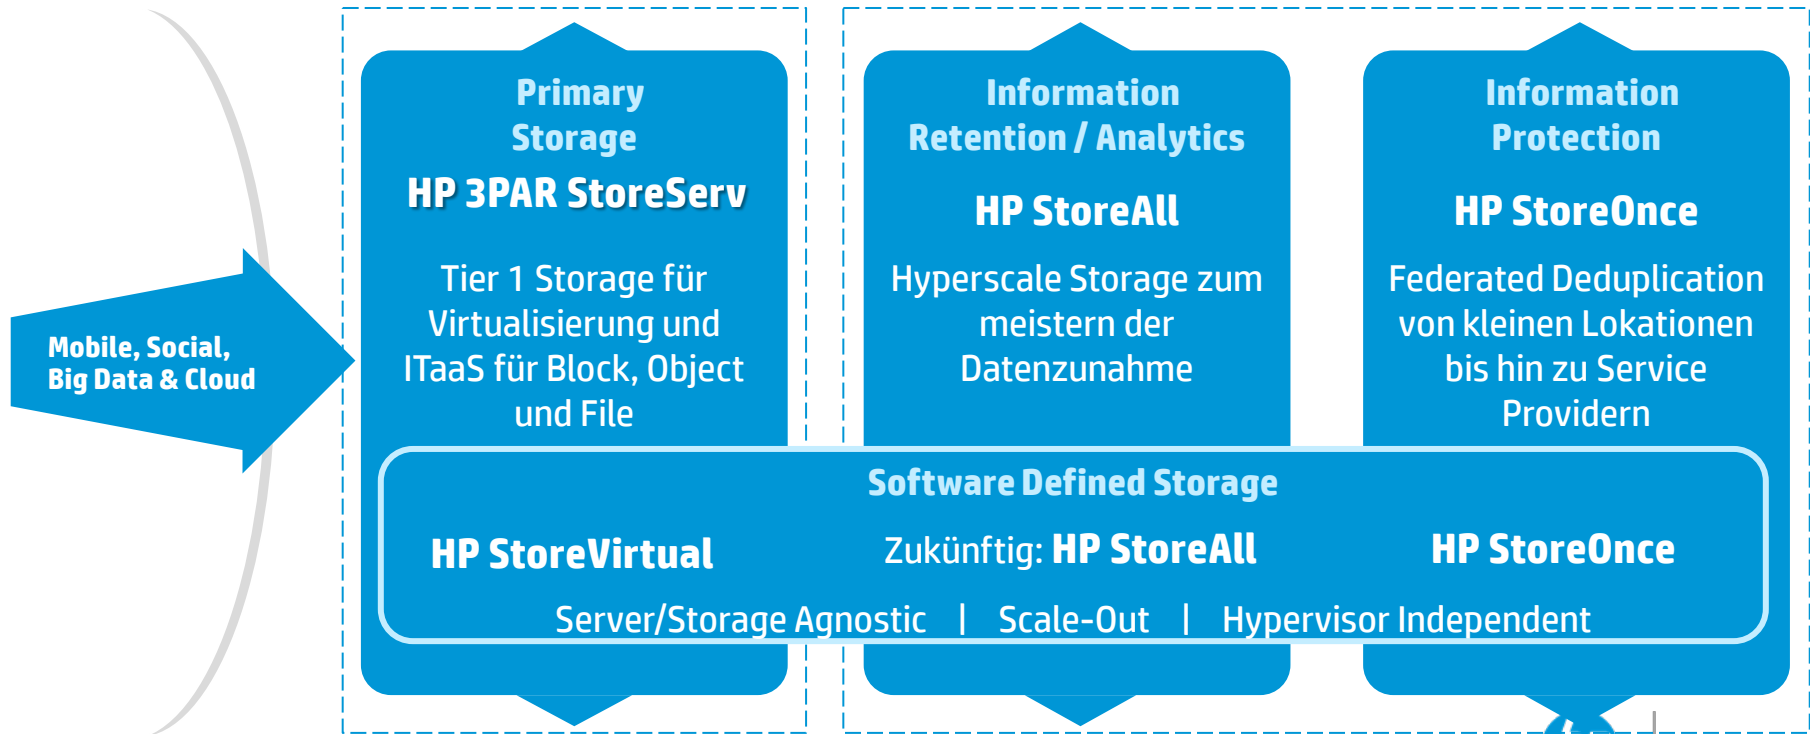 Mobile, Social,
Big Data & Cloud
Primary
Storage
HP 3PAR StoreServ
Tier 1 Storage für
Virtualisierung und
ITaaS für Block, Object
und File
Information
Retention / Analytics
HP StoreAll
Hyperscale Storage zum
meistern der
Datenzunahme
Information
Protection
HP StoreOnce
Federated Deduplication
von kleinen Lokationen
bis hin zu Service
Providern
Software Defined Storage
HP StoreVirtual
Zukünftig: HP StoreAll
HP StoreOnce
Server/Storage Agnostic | Scale-Out | Hypervisor Independent